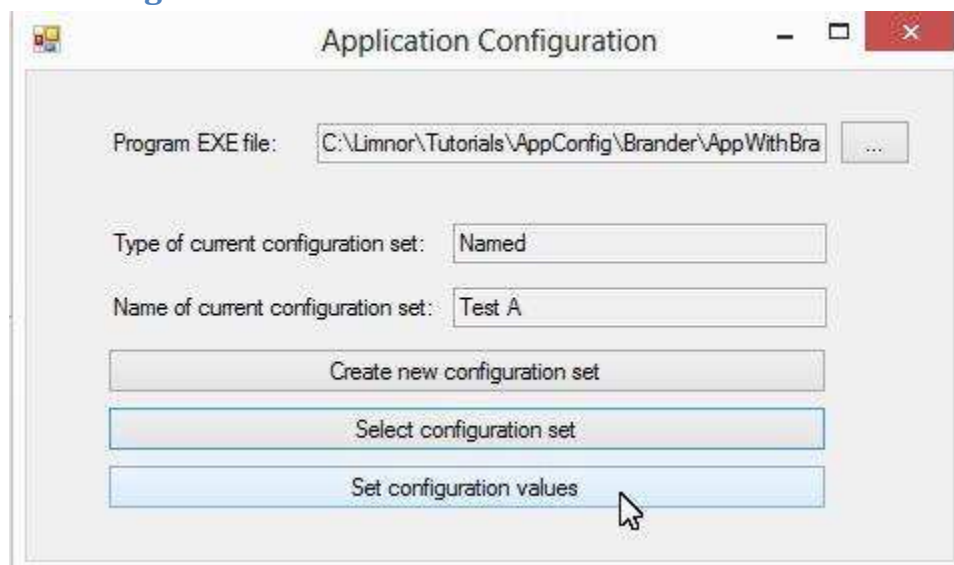 Application Configuration
Program EXE file: C:\Limnor\Tutorials\AppConfig\Brander\AppWithBra ...
Type of current configuration set: Named
Name of current configuration set: Test A
Create new configuration set
Select configuration set
Set configuration values